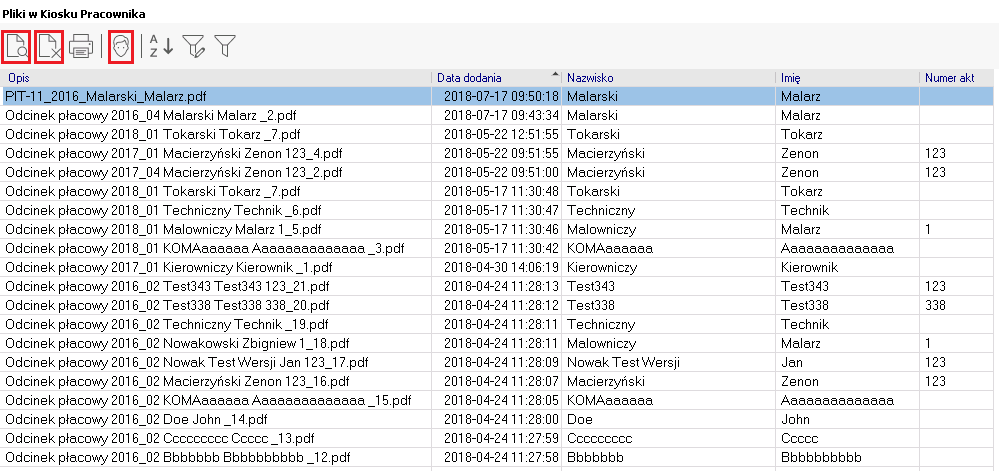 Pliki w Kiosku Pracownika
A
Z
Opis Data dodania Nazwisko Imię Numer akt
PIT-11_2016_Malarski_Malarz.pdf 2018-07-17 09:50:18 Malarski Malarz
Odcinek płacowy 2016_04 Malarski Malarz _2.pdf 2018-07-17 09:43:34 Malarski Malarz
Odcinek płacowy 2018_01 Tokarski Tokarz _7.pdf 2018-05-22 12:51:55 Tokarski Tokarz
Odcinek płacowy 2017_01 Macierzyński Zenon 123_4.pdf 2018-05-22 09:51:55 Macierzyński Zenon 123
Odcinek płacowy 2017_04 Macierzyński Zenon 123_2.pdf 2018-05-22 09:51:00 Macierzyński Zenon 123
Odcinek płacowy 2018_01 Tokarski Tokarz _7.pdf 2018-05-17 11:30:48 Tokarski Tokarz
Odcinek płacowy 2018_01 Techniczny Technik _6.pdf 2018-05-17 11:30:47 Techniczny Technik
Odcinek płacowy 2018_01 Malowniczy Malarz 1_5.pdf 2018-05-17 11:30:46 Malowniczy Malarz 1
Odcinek płacowy 2018_01 KOMAaaaaaa Aaaaaaaaaaaaaa _3.pdf 2018-05-17 11:30:42 KOMAaaaaaa Aaaaaaaaaaaaaa
Odcinek płacowy 2017_01 Kierowniczy Kierownik _1.pdf 2018-04-30 14:06:19 Kierowniczy Kierownik
Odcinek płacowy 2016_02 Test343 Test343 123_21.pdf 2018-04-24 11:28:13 Test343 Test343 123
Odcinek płacowy 2016_02 Test338 Test338 338_20.pdf 2018-04-24 11:28:12 Test338 Test338 338
Odcinek płacowy 2016_02 Techniczny Technik _19.pdf 2018-04-24 11:28:11 Techniczny Technik
Odcinek płacowy 2016_02 Nowakowski Zbigniew 1_18.pdf 2018-04-24 11:28:11 Malowniczy Malarz 1
Odcinek płacowy 2016_02 Nowak Test Wersji Jan 123_17.pdf 2018-04-24 11:28:09 Nowak Test Wersji Jan 123
Odcinek płacowy 2016_02 Macierzyński Zenon 123_16.pdf 2018-04-24 11:28:07 Macierzyński Zenon 123
Odcinek płacowy 2016_02 KOMAaaaaaa Aaaaaaaaaaaaaa _15.pdf 2018-04-24 11:28:05 KOMAaaaaaa Aaaaaaaaaaaaaa
Odcinek płacowy 2016_02 Doe John _14.pdf 2018-04-24 11:28:00 Doe John
Odcinek płacowy 2016_02 Ccccccccc Ccccc _13.pdf 2018-04-24 11:27:59 Ccccccccc Ccccc
Odcinek płacowy 2016_02 Bbbbbbb Bbbbbbbbbb _12.pdf 2018-04-24 11:27:58 Bbbbbbb Bbbbbbbbbb